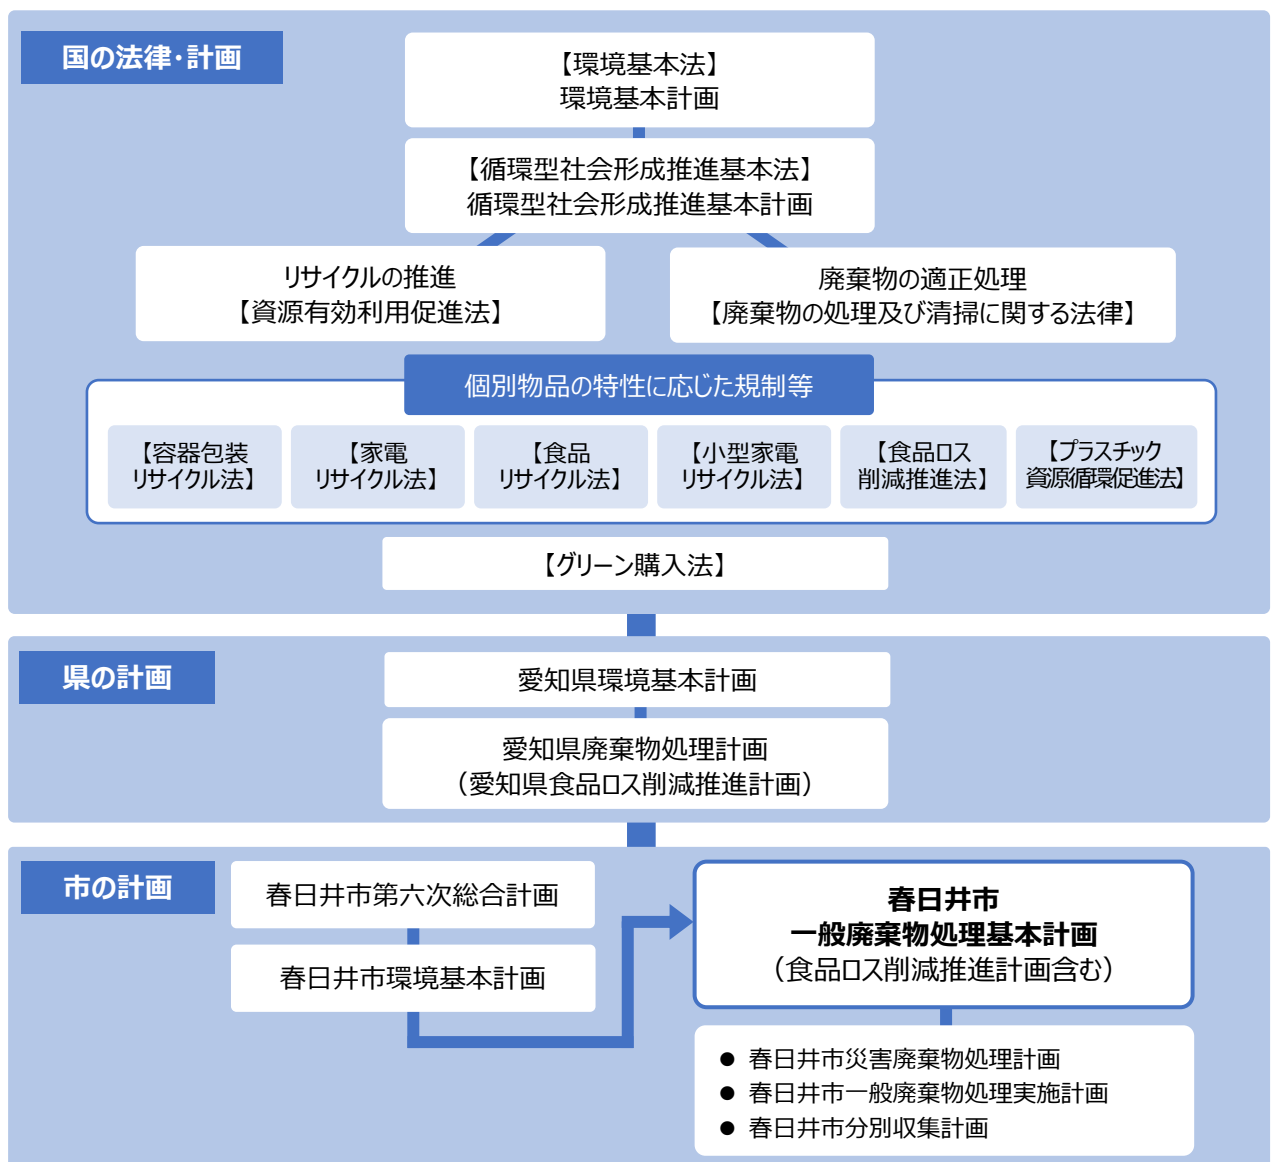 国の法律・計画
【環境基本法】
環境基本計画
【循環型社会形成推進基本法】
循環型社会形成推進基本計画
リサイクルの推進
【資源有効利用促進法】
廃棄物の適正処理
【廃棄物の処理及び清掃に関する法律】
個別物品の特性に応じた規制等
【容器包装
リサイクル法】
【家電
リサイクル法】
【食品
リサイクル法】
【小型家電
リサイクル法】
【食品ロス
削減推進法】
【プラスチック
資源循環促進法】
【グリーン購入法】
県の計画
愛知県環境基本計画
愛知県廃棄物処理計画
（愛知県食品ロス削減推進計画）
市の計画
春日井市第六次総合計画
春日井市環境基本計画
春日井市
一般廃棄物処理基本計画
（食品ロス削減推進計画含む）
● 春日井市災害廃棄物処理計画
● 春日井市一般廃棄物処理実施計画
● 春日井市分別収集計画